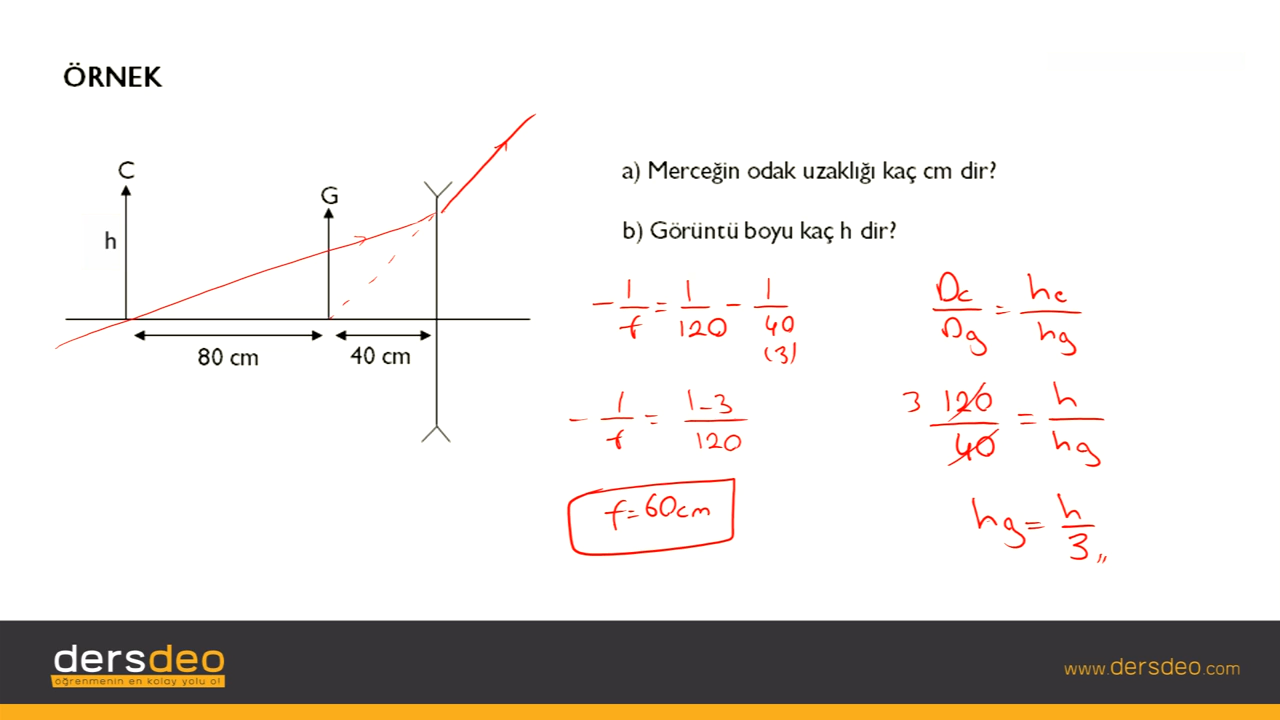 ÖRNEK
C
G
h
80 cm
40 cm
a) Merceğin odak uzaklığı kaç cm dir?
b) Görüntü boyu kaç h dir?
- 1/f = 1/120 - 1/40
(3)
- 1/f = 1-3/120
f = 60cm
Dc/Dg = hc/hg
3 120/40 = h/hg
hg = h/3 ,,
dersdeo
öğrenmenin en kolay yolu o!
www.dersdeo.com